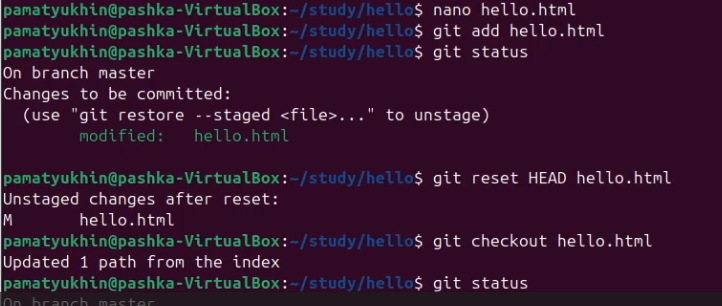 pamatyukhin@pashka-VirtualBox:~/study/hello$ nano hello.html
pamatyukhin@pashka-VirtualBox:~/study/hello$ git add hello.html
pamatyukhin@pashka-VirtualBox:~/study/hello$ git status
On branch master
Changes to be committed:
  (use "git restore --staged <file>..." to unstage)
        modified:   hello.html

pamatyukhin@pashka-VirtualBox:~/study/hello$ git reset HEAD hello.html
Unstaged changes after reset:
M       hello.html
pamatyukhin@pashka-VirtualBox:~/study/hello$ git checkout hello.html
Updated 1 path from the index
pamatyukhin@pashka-VirtualBox:~/study/hello$ git status
On branch master